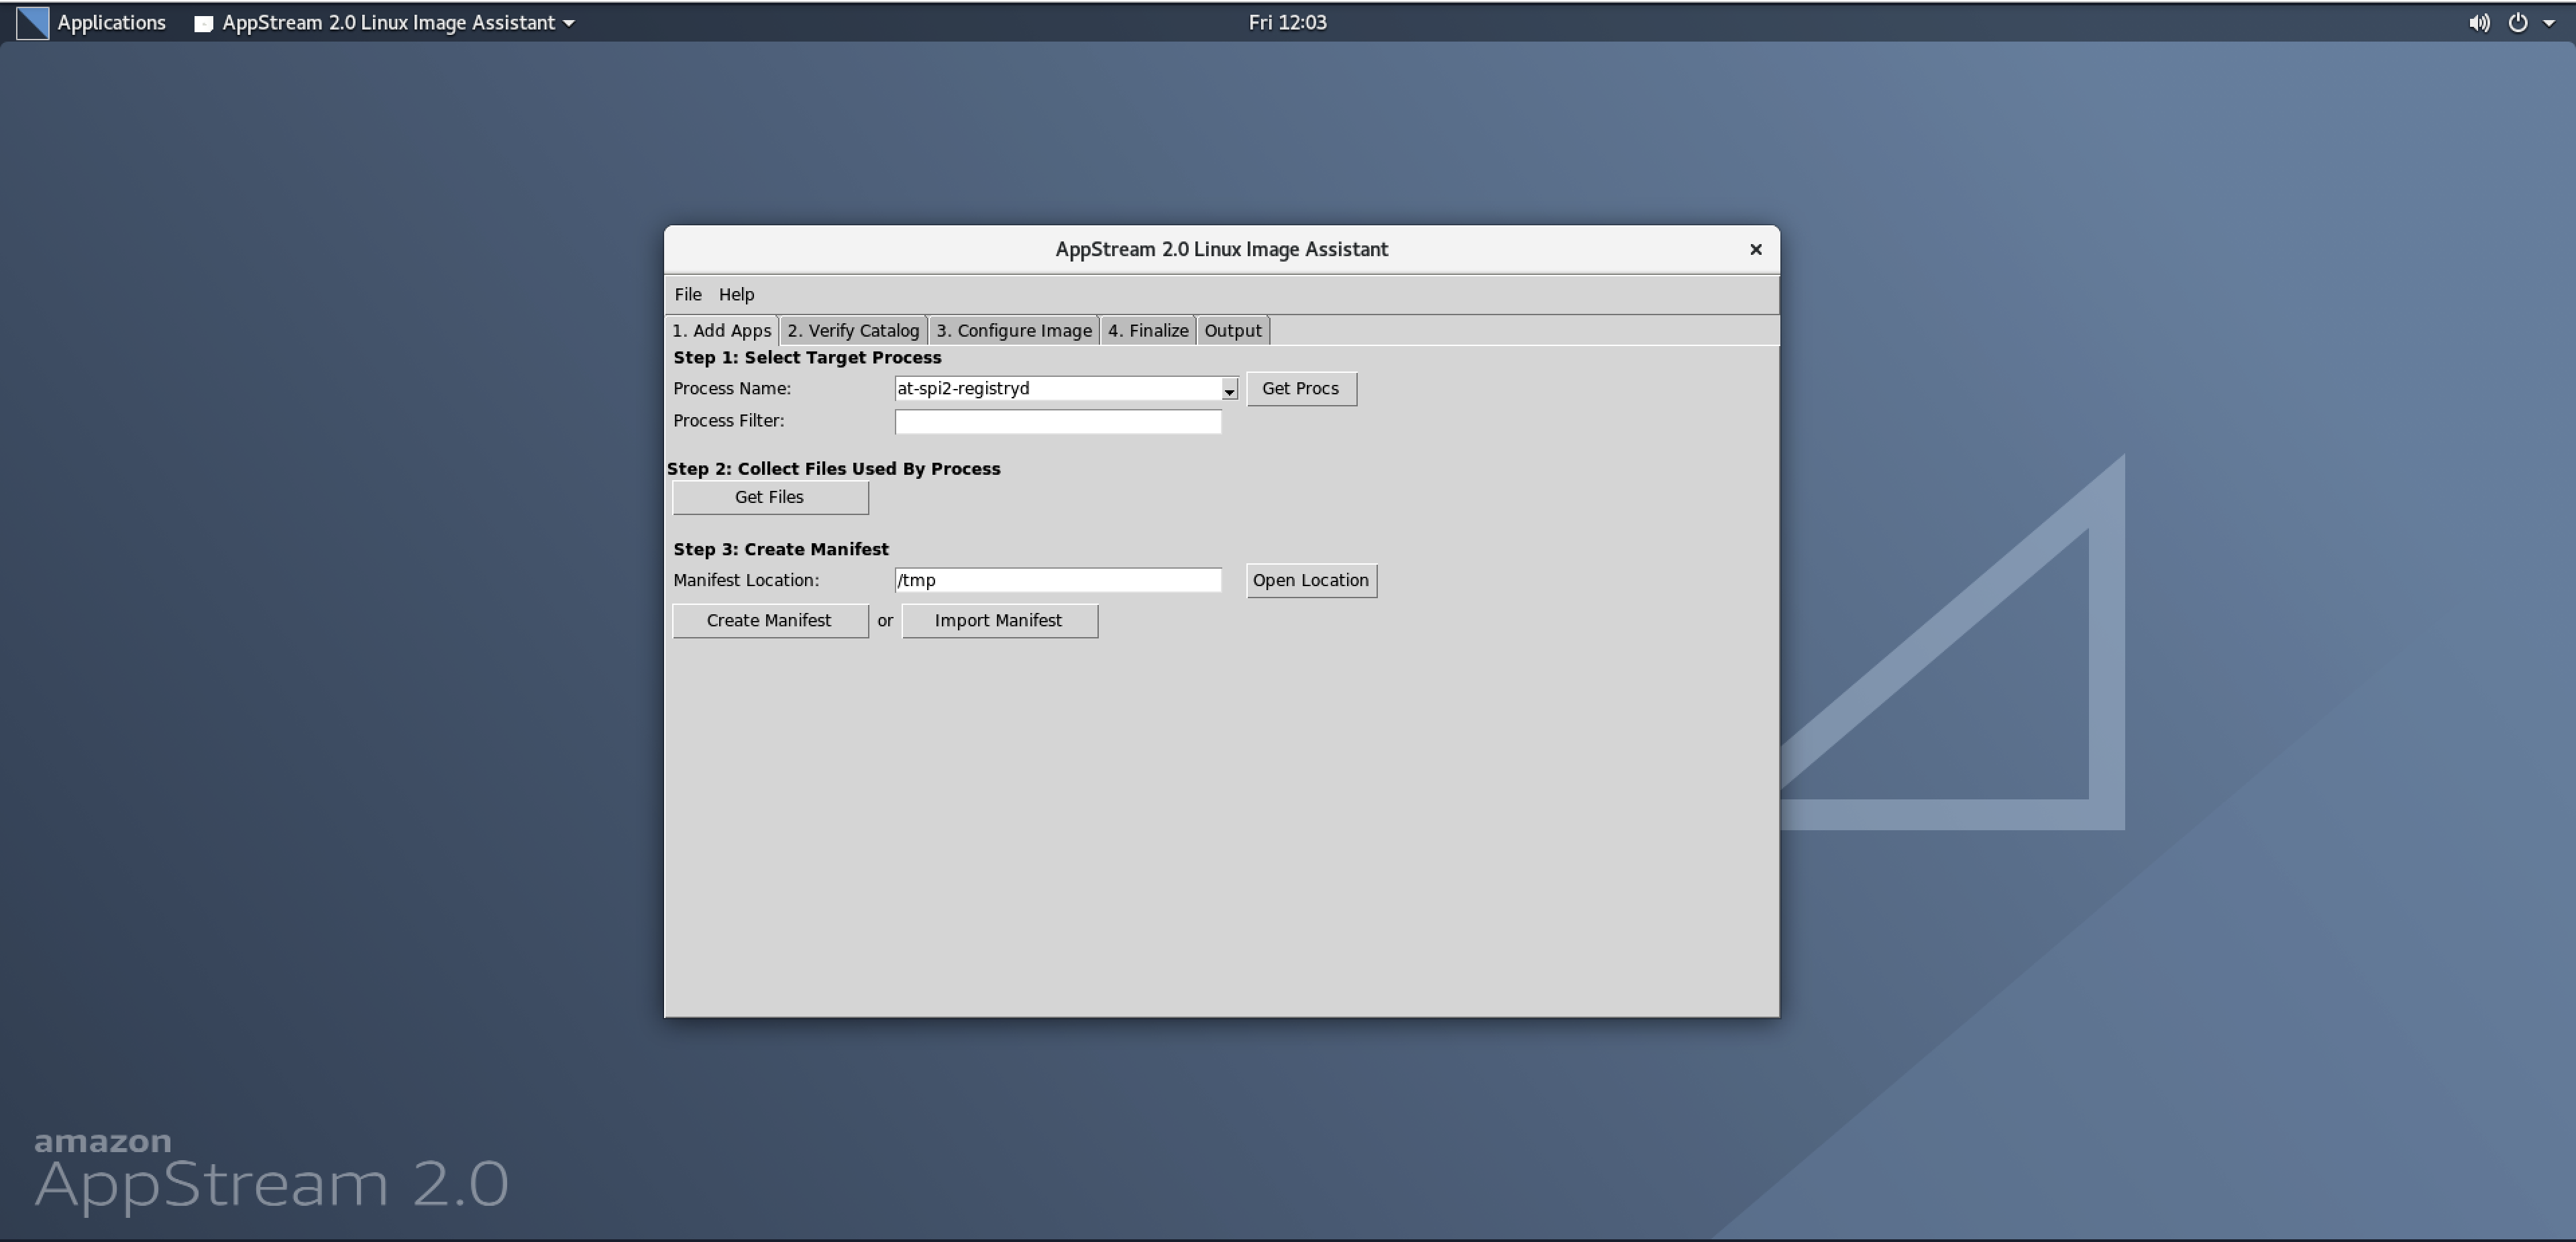 Applications AppStream 2.0 Linux Image Assistant Fri 12:03
AppStream 2.0 Linux Image Assistant
File Help
1. Add Apps 2. Verify Catalog 3. Configure Image 4. Finalize Output
Step 1: Select Target Process
Process Name: at-spi2-registryd Get Procs
Process Filter:
Step 2: Collect Files Used By Process
Get Files
Step 3: Create Manifest
Manifest Location: /tmp Open Location
Create Manifest or Import Manifest
amazon
AppStream 2.0